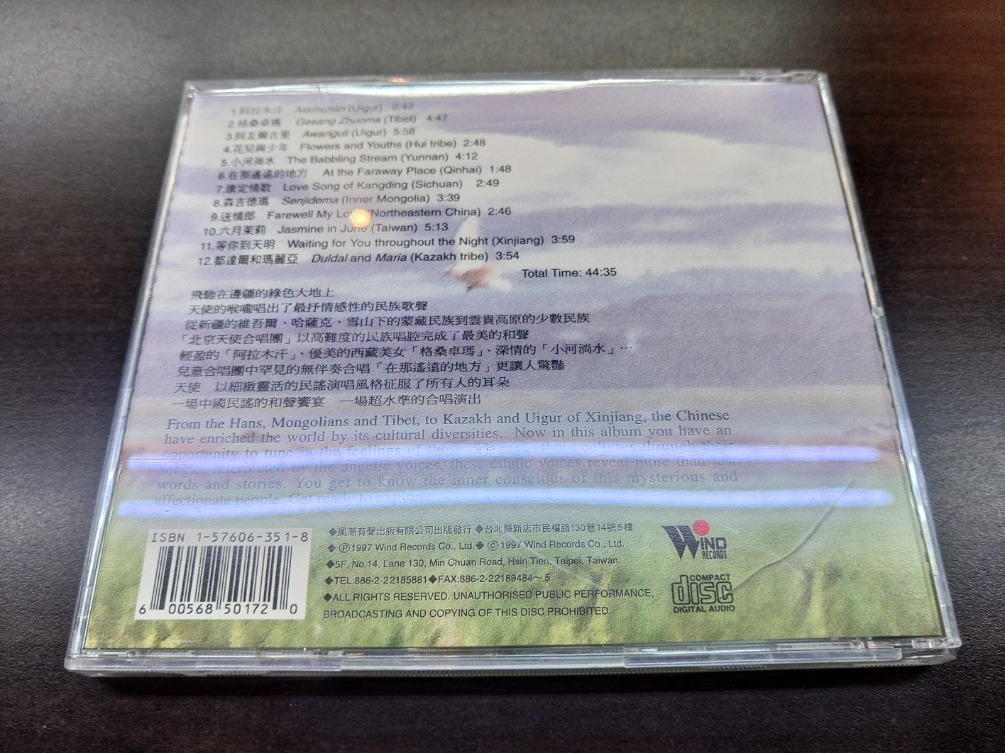 1.阿拉木汗 Alamuhan (Uigur) 2:42
2.格桑卓瑪 Gesang Zhuoma (Tibet) 4:47
3.阿瓦爾古里 Awariguli (Uigur) 5:58
4.花兒與少年 Flowers and Youths (Hui tribe) 2:48
5.小河淌水 The Babbling Stream (Yunnan) 4:12
6.在那遙遠的地方 At the Faraway Place (Qinhai) 1:48
7.康定情歌 Love Song of Kangding (Sichuan) 2:49
8.森吉德瑪 Senjidema (Inner Mongolia) 3:39
9.送情郎 Farewell My (Northeastern China) 2:46
10.六月茉莉 Jasmine in June (Taiwan) 5:13
11.等你到天明 Waiting for You throughout the Night (Xinjiang) 3:59
12.都達爾和瑪麗亞 Duldal and Maria (Kazakh tribe) 3:54
Total Time: 44:35
飛馳在邊疆的綠色大地上
天使的喉嚨唱出了最抒情感性的民族歌聲
從新疆的維吾爾、哈薩克、雪山下的蒙藏民族到雲貴高原的少數民族
「北京天使合唱團」以高難度的民族唱腔完成了最美的和聲
輕盈的「阿拉木汗」、優美的西藏美女「格桑卓瑪」、深情的「小河淌水」…
兒童合唱團中罕見的無伴奏合唱「在那遙遠的地方」更讓人驚豔
天使 以細緻靈活的民謠演唱風格征服了所有人的耳朵
一場中國民謠的和聲饗宴 一場超水準的合唱演出
From the Hans, Mongolians and Tibet, to Kazakh and Uigur of Xinjiang, the Chinese
have enriched the world by its cultural diversities. Now in this album you have an
opportunity to tune in the feelings of through their
by the angelic voices, these ethnic voices reveal more than just
words and stories. You get to know the inner conscious of this mysterious and
affectionate people.
ISBN 1-57606-351-8
6 00568 50172 0
◆風潮有聲出版有限公司出版發行 ◆台北縣新店市民權路130巷14號5樓
◆ Ⓟ1997 Wind Records Co., Ltd.◆ ©1997 Wind Records Co., Ltd.
◆5F, No.14, Lane 130, Min Chuan Road, Hsin Tien, Taipei, Taiwan.
◆TEL:886-2-22185881◆FAX:886-2-22189484～5
◆ALL RIGHTS RESERVED. UNAUTHORISED PUBLIC PERFORMANCE,
BROADCASTING AND COPYING OF THIS DISC PROHIBITED.
WIND
RECORDS
COMPACT
disc
DIGITAL AUDIO